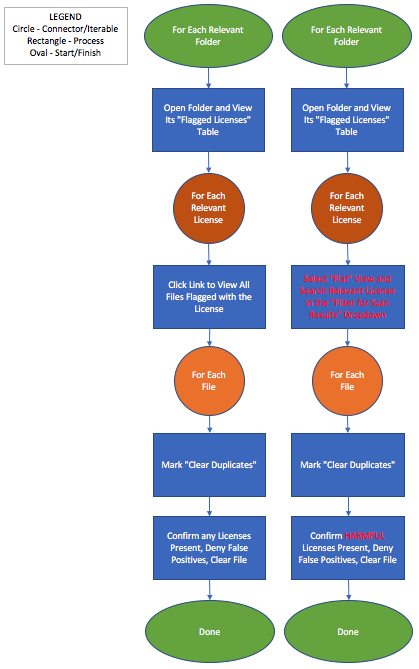 LEGEND
Circle - Connector/Iterable
Rectangle - Process
Oval - Start/Finish
For Each Relevant
Folder
Open Folder and View
Its "Flagged Licenses"
Table
For Each
Relevant
License
Click Link to View All
Files Flagged with the
License
For Each
File
Mark "Clear Duplicates"
Confirm any Licenses
Present, Deny False
Positives, Clear File
Done
For Each Relevant
Folder
Open Folder and View
Its "Flagged Licenses"
Table
For Each
Relevant
License
Select "Flat" View and
Search Relevant License
in the "Filter for Scan
Results" Dropdown
For Each
File
Mark "Clear Duplicates"
Confirm HARMFUL
Licenses Present, Deny
False Positives, Clear File
Done